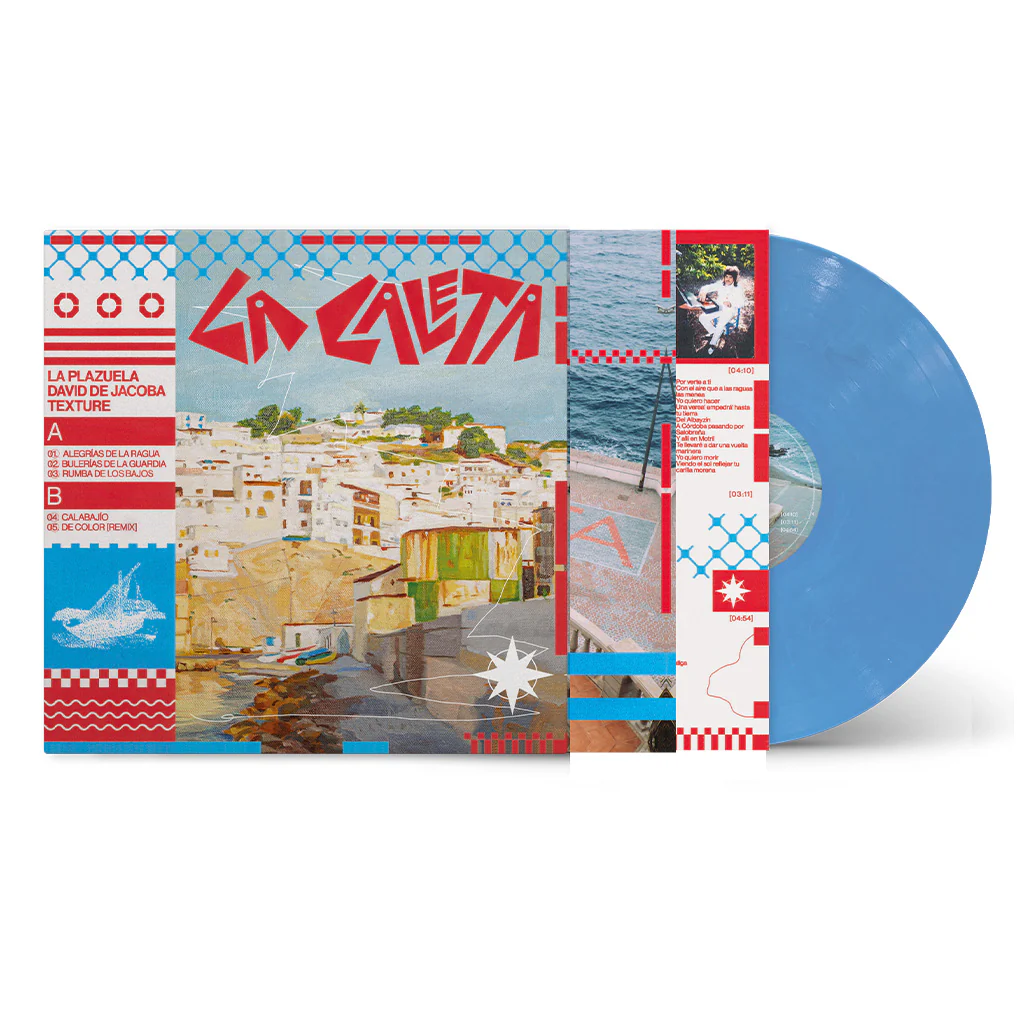 LA CALETA
LA PLAZUELA
DAVID DE JACOBA
TEXTURE
A
01. ALEGRÍAS DE LA RAGUA
02. BULERÍAS DE LA GUARDIA
03. RUMBA DE LOS BAJOS
B
04. CALABAJÍO
05. DE COLOR [REMIX]
[04:10]
Por verte a ti
Con el aire que a las raguas
las menea
Yo quiero hacer
Una verea' empedrá' hasta
tu tierra
Del Albayzín
A Córdoba pasando por
Salobreña
Y allí en Motril
Te llevaré a dar una vuelta
marinera
Yo quiero morir
Viendo el sol reflejar tu
carilla morena
[03:11]
[04:54]